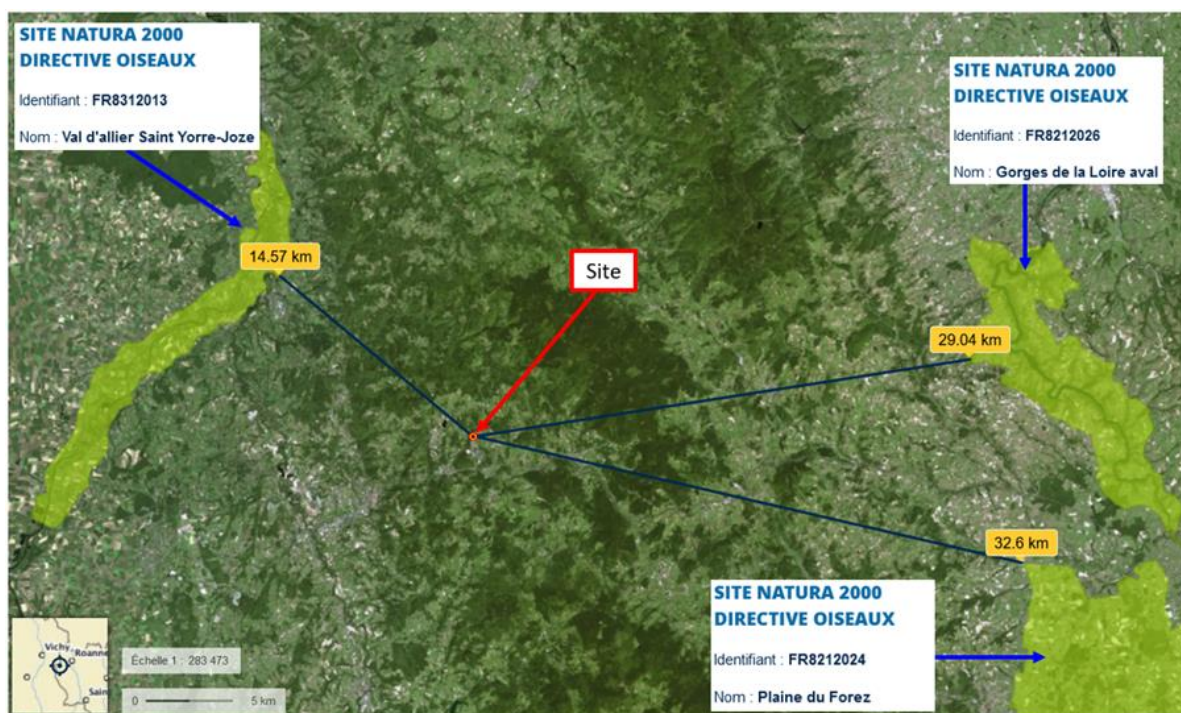 SITE NATURA 2000
DIRECTIVE OISEAUX
Identifiant : FR8312013
Nom : Val d'allier Saint Yorre-Joze
SITE NATURA 2000
DIRECTIVE OISEAUX
Identifiant : FR8212026
Nom : Gorges de la Loire aval
14.57 km
Site
29.04 km
32.6 km
SITE NATURA 2000
DIRECTIVE OISEAUX
Identifiant : FR8212024
Nom : Plaine du Forez
Vichy
Roanne
Échelle 1 : 283 473
0 5 km